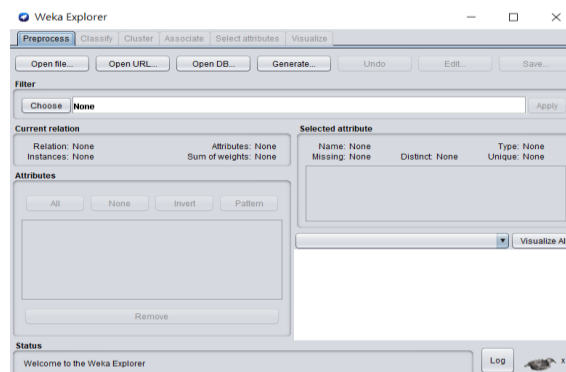 Weka Explorer
Preprocess Classify Cluster Associate Select attributes Visualize
Open file... Open URL... Open DB... Generate... Undo Edit... Save...
Filter
Choose None Apply
Current relation
Relation: None Attributes: None
Instances: None Sum of weights: None
Selected attribute
Name: None Type: None
Missing: None Distinct: None Unique: None
Attributes
All None Invert Pattern
Remove
Visualize Al
Status
Welcome to the Weka Explorer
Log x